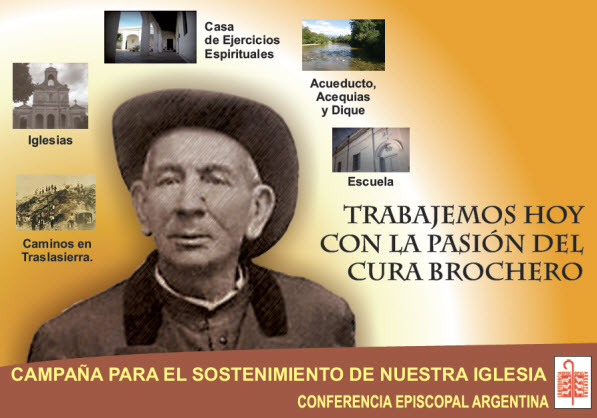 Casa
de Ejercicios
Espirituales
Acueducto,
Acequias
y Dique
Iglesias
Escuela
Caminos en
Traslasierra.
TRABAJEMOS HOY
CON LA PASIÓN DEL
CURA BROCHERO
CAMPAÑA PARA EL SOSTENIMIENTO DE NUESTRA IGLESIA
CONFERENCIA EPISCOPAL ARGENTINA